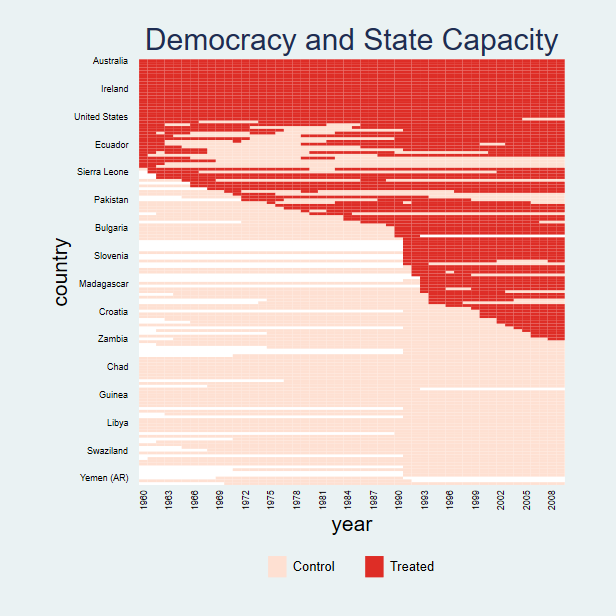 Democracy and State Capacity
country
Australia
Ireland
United States
Ecuador
Sierra Leone
Pakistan
Bulgaria
Slovenia
Madagascar
Croatia
Zambia
Chad
Guinea
Libya
Swaziland
Yemen (AR)
1960 1963 1966 1969 1972 1975 1978 1981 1984 1987 1990 1993 1996 1999 2002 2005 2008
year
Control Treated